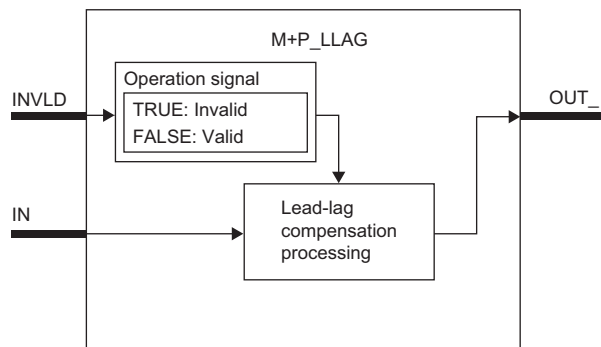 M+P_LLAG
Operation signal
INVLD
TRUE: Invalid
FALSE: Valid
OUT_
IN
Lead-lag
compensation
processing